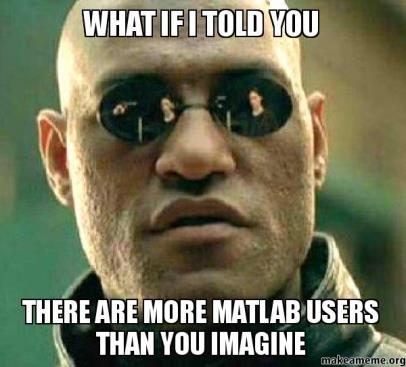 WHAT IF I TOLD YOU
THERE ARE MORE MATLAB USERS
THAN YOU IMAGINE
makeameme.org